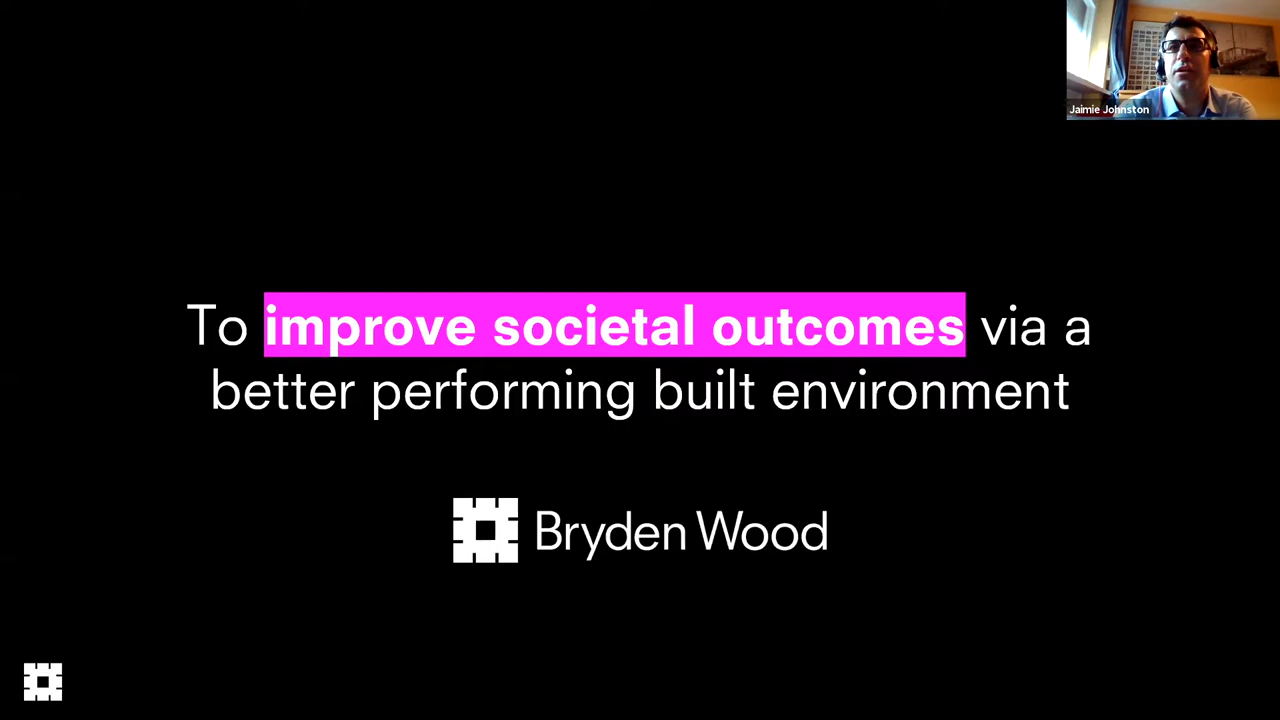 Jaimie Johnston
To improve societal outcomes via a
better performing built environment
Bryden Wood